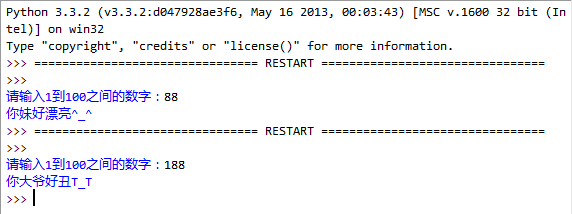 Python 3.3.2 (v3.3.2:d047928ae3f6, May 16 2013, 00:03:43) [MSC v.1600 32 bit (In
tel)] on win32
Type "copyright", "credits" or "license()" for more information.
>>> ================================ RESTART ================================
>>>
请输入1到100之间的数字：88
你妹好漂亮^_^
>>> ================================ RESTART ================================
>>>
请输入1到100之间的数字：188
你大爷好丑T_T
>>>